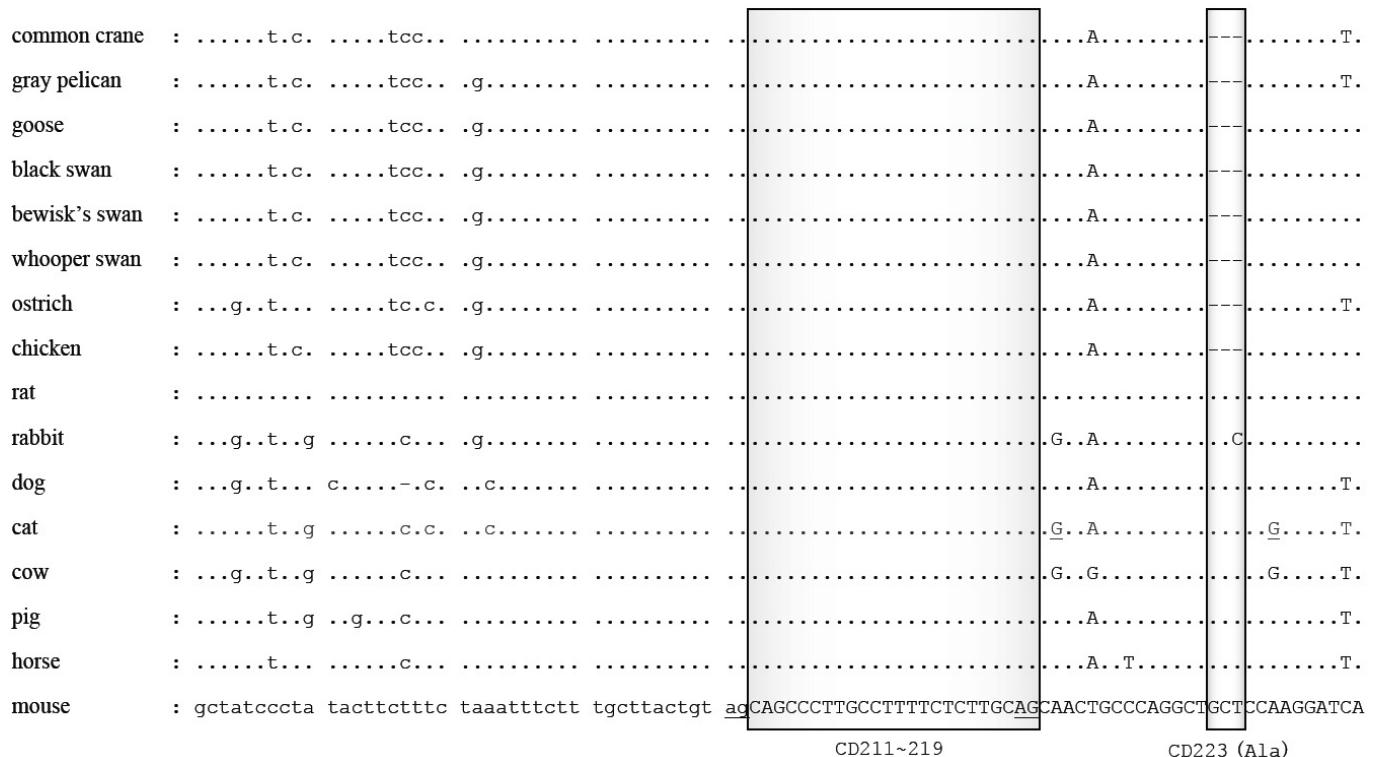 common crane : ......t.c. .....tcc.. .......... .......... ..............................A.........---........T.
gray pelican : ......t.c. .....tcc.. .g........ .......... ..............................A.........---........T.
goose : ......t.c. .....tcc.. .g........ .......... ..............................A.........---..........
black swan : ......t.c. .....tcc.. .g........ .......... ..............................A.........---..........
bewisk's swan : ......t.c. .....tcc.. .g........ .......... ..............................A.........---..........
whooper swan : ......t.c. .....tcc.. .g........ .......... ..............................A.........---..........
ostrich : ...g..t... .....tc.c. .g........ .......... ..............................A.........---........T.
chicken : ......t.c. .....tcc.. .g........ .......... ..............................A.........---..........
rat : .......... .......... .......... .......... .....................................................
rabbit : ...g..t..g ......c... .g........ .......... ...........................G..A...........C..........
dog : ...g..t... c.....-.c. ..c....... .......... ..............................A....................T.
cat : ......t..g ......c.c. ..c....... .......... ...........................G..A..............G.....T.
cow : ...g..t..g ......c... .......... .......... ...........................G..G..............G.....T.
pig : ......t..g ..g...c... .......... .......... ..............................A....................T.
horse : ......t... ......c... .......... .......... ..............................A..T.................T.
mouse : gctatcccta tacttctttc taaatttctt tgcttactgt agCAGCCCTTGCCTTTTCTCTTGCAGCAACTGCCCAGGCTGCTCCAAGGATCA
CD211~219 CD223 (Ala)